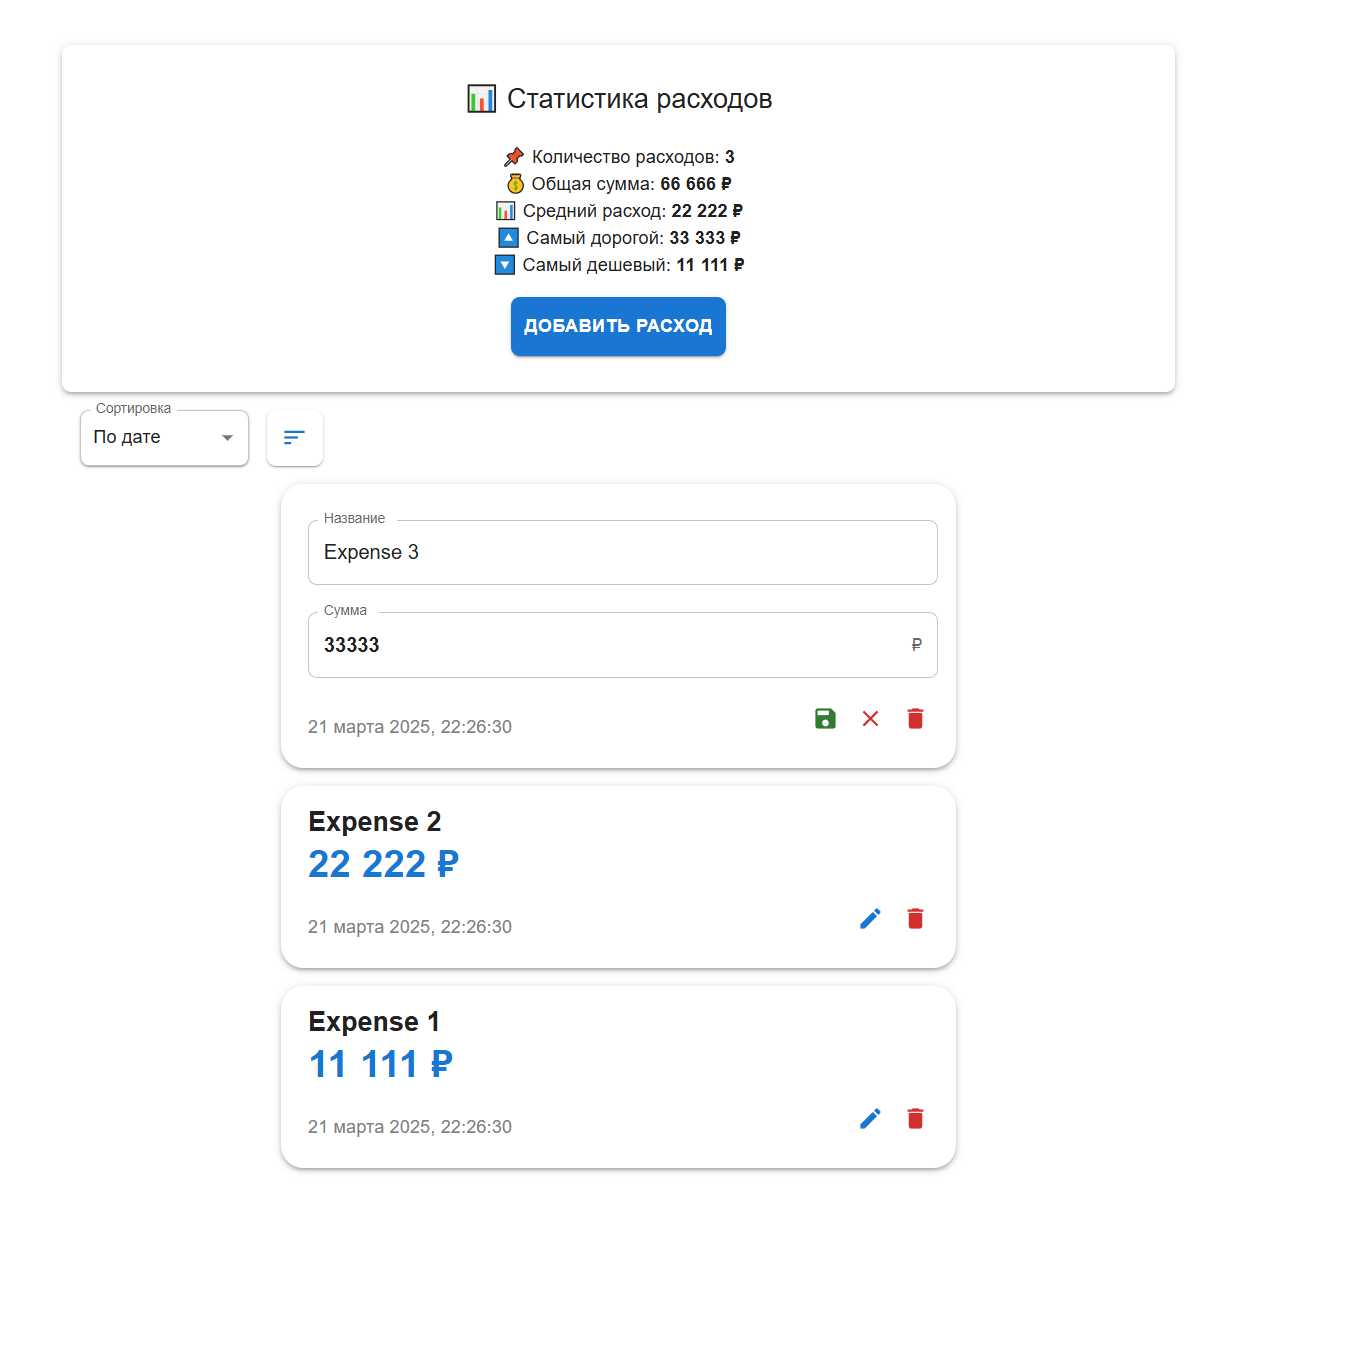 Статистика расходов
Количество расходов: 3
Общая сумма: 66 666 ₽
Средний расход: 22 222 ₽
Самый дорогой: 33 333 ₽
Самый дешевый: 11 111 ₽
ДОБАВИТЬ РАСХОД
Сортировка
По дате
Название
Expense 3
Сумма
33333 ₽
21 марта 2025, 22:26:30
Expense 2
22 222 ₽
21 марта 2025, 22:26:30
Expense 1
11 111 ₽
21 марта 2025, 22:26:30